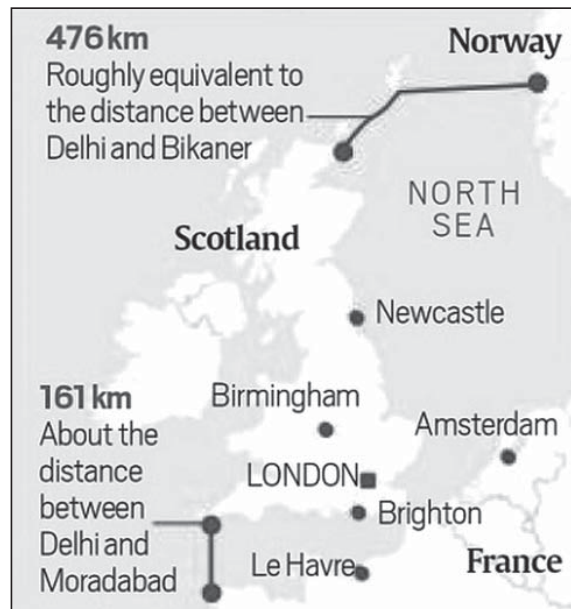 476 km
Roughly equivalent to
the distance between
Delhi and Bikaner
Norway
NORTH
SEA
Scotland
Newcastle
161 km
About the
distance
between
Delhi and
Moradabad
Birmingham
Amsterdam
LONDON
Brighton
Le Havre
France